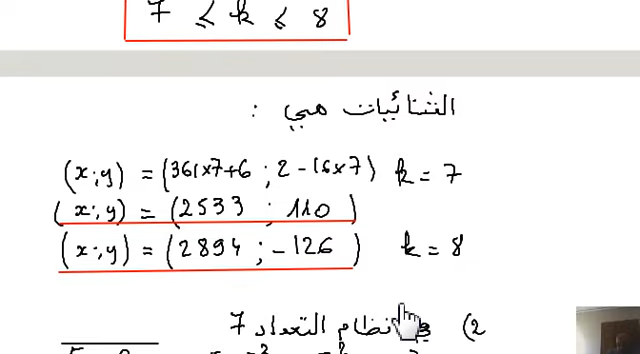 7 ≤ k ≤ 8
الثنائيات هي :
(x;y) = (361×7+6 ; 2-16×7) k = 7
(x;y) = (2533 ; 110)
(x;y) = (2894 ; -126) k = 8
2) في نظام التعداد 7